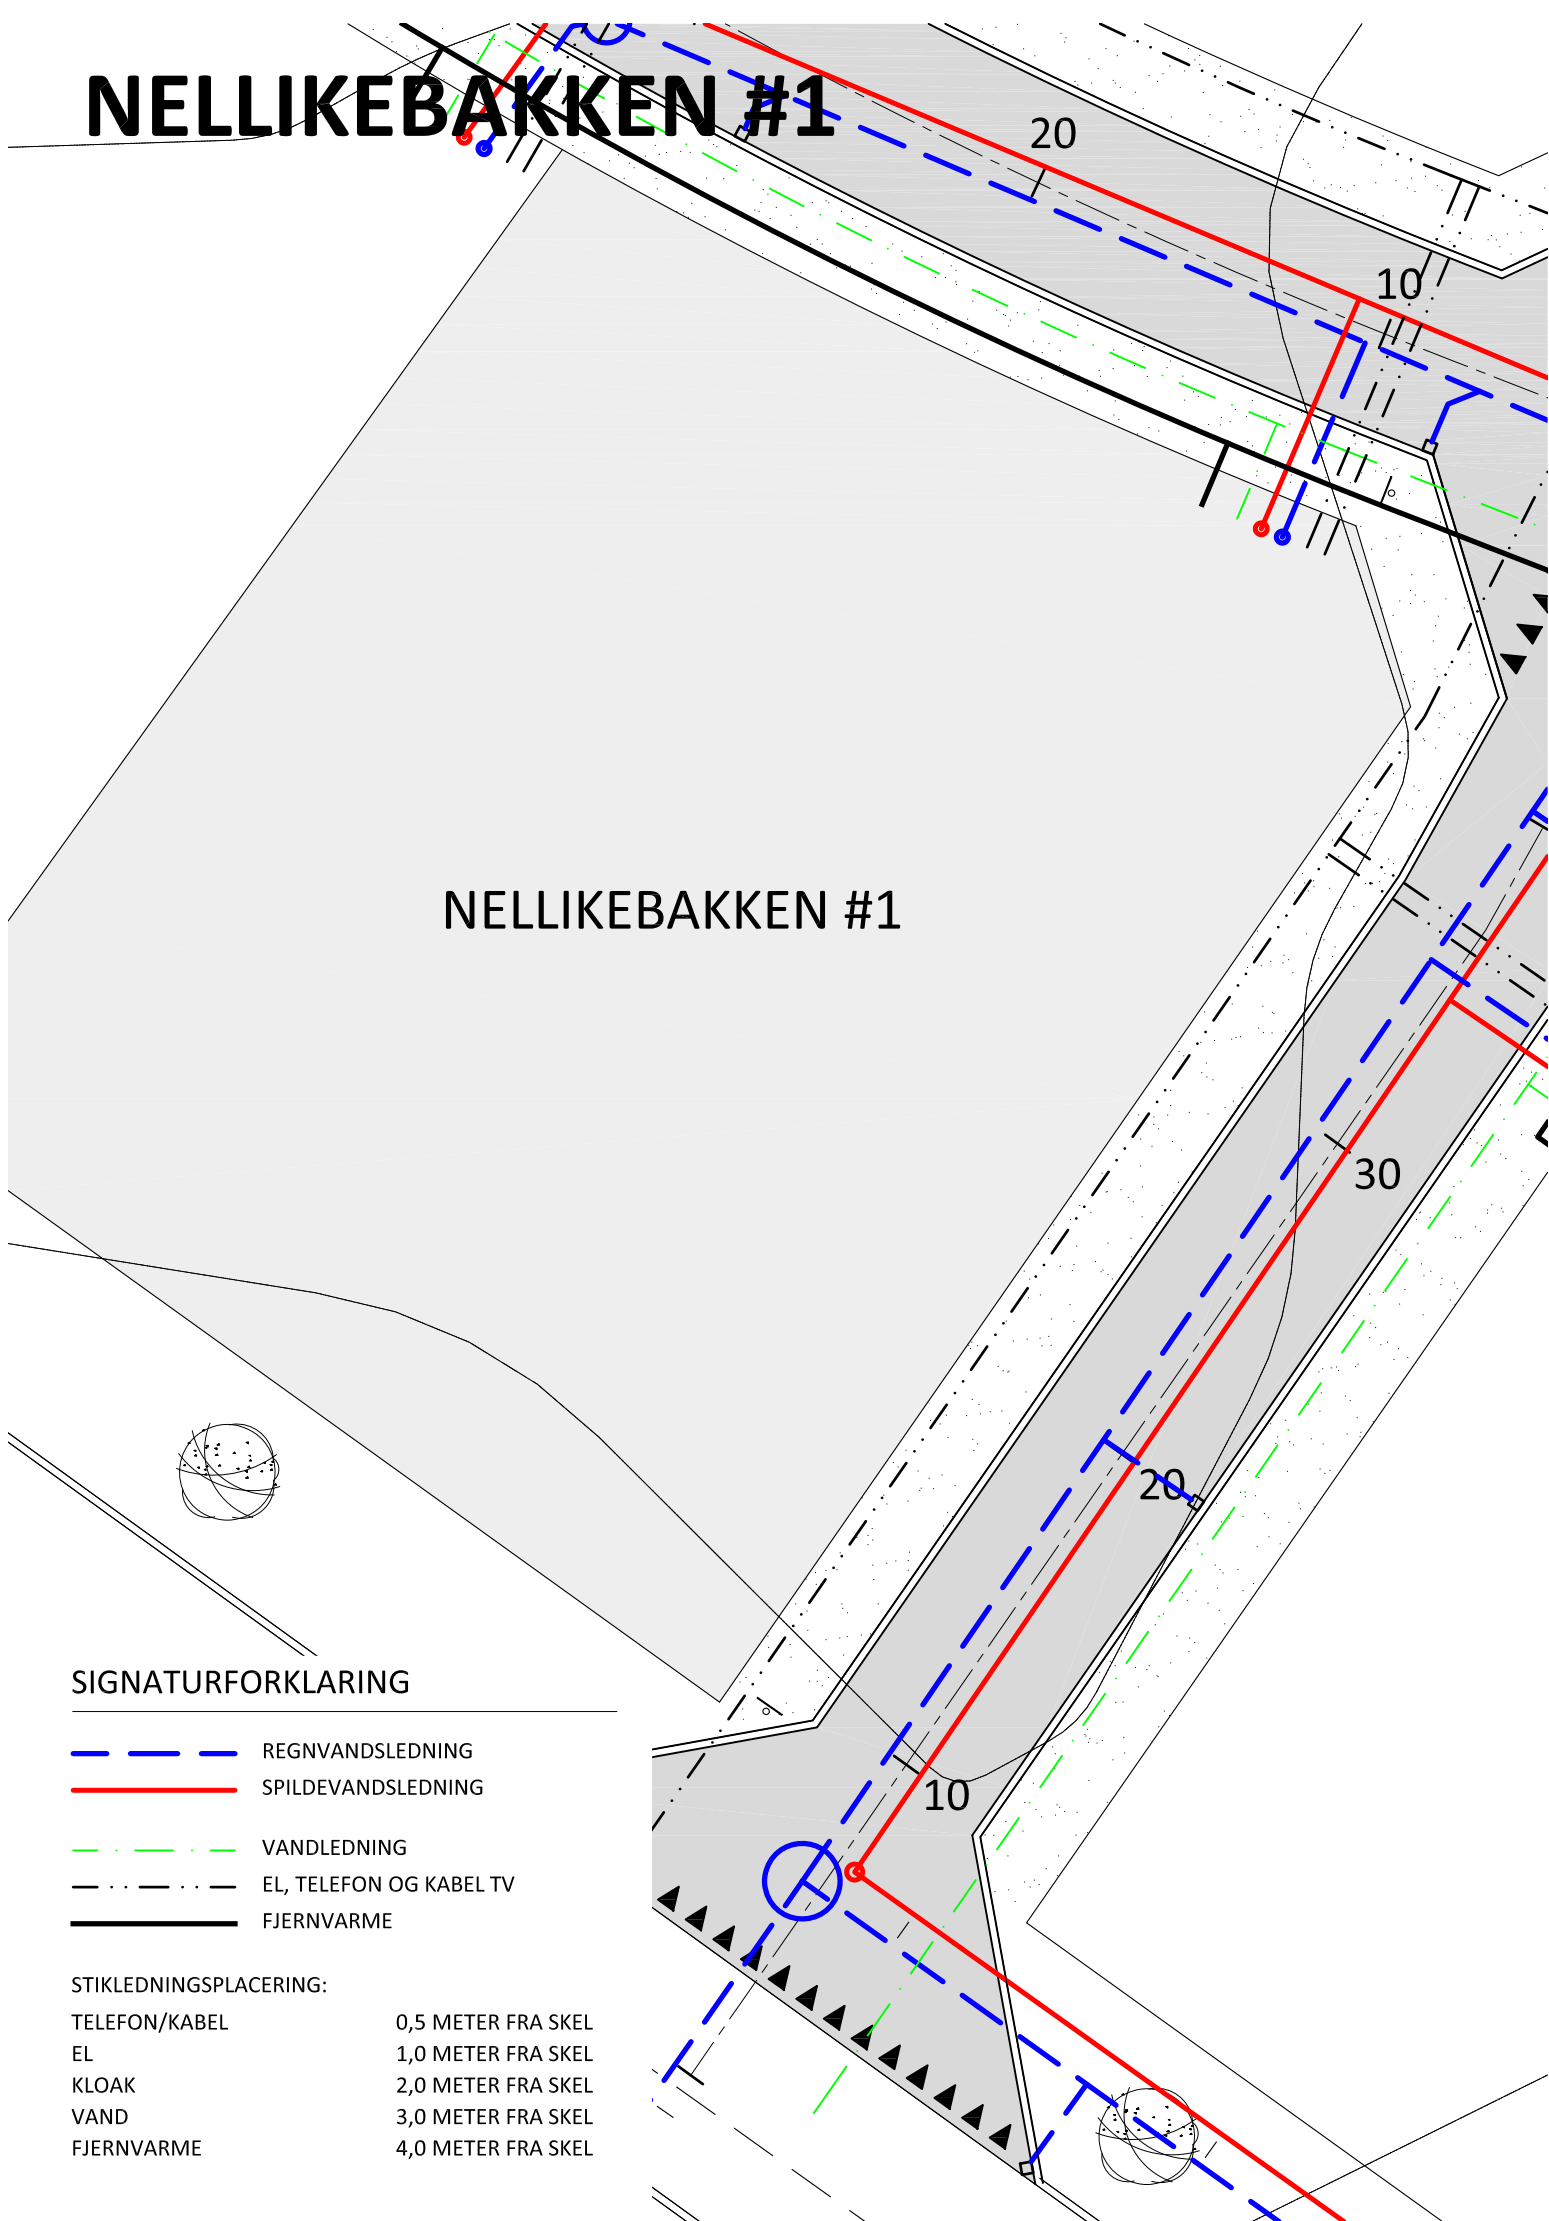 NELLIKEBAKKEN #1
20
10
NELLIKEBAKKEN #1
30
20
10
SIGNATURFORKLARING
REGNVANDSLEDNING
SPILDEVANDSLEDNING
VANDLEDNING
EL, TELEFON OG KABEL TV
FJERNVARME
STIKLEDNINGSPLACERING:
TELEFON/KABEL 0,5 METER FRA SKEL
EL 1,0 METER FRA SKEL
KLOAK 2,0 METER FRA SKEL
VAND 3,0 METER FRA SKEL
FJERNVARME 4,0 METER FRA SKEL